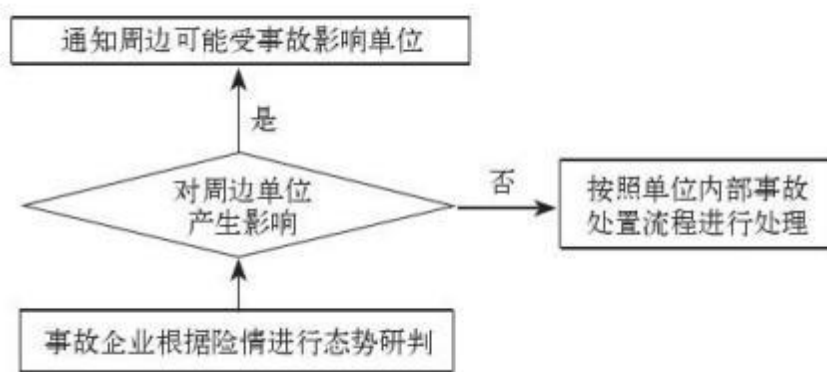 通知周边可能受事故影响单位
是
对周边单位
产生影响
否
按照单位内部事故
处置流程进行处理
事故企业根据险情进行态势研判